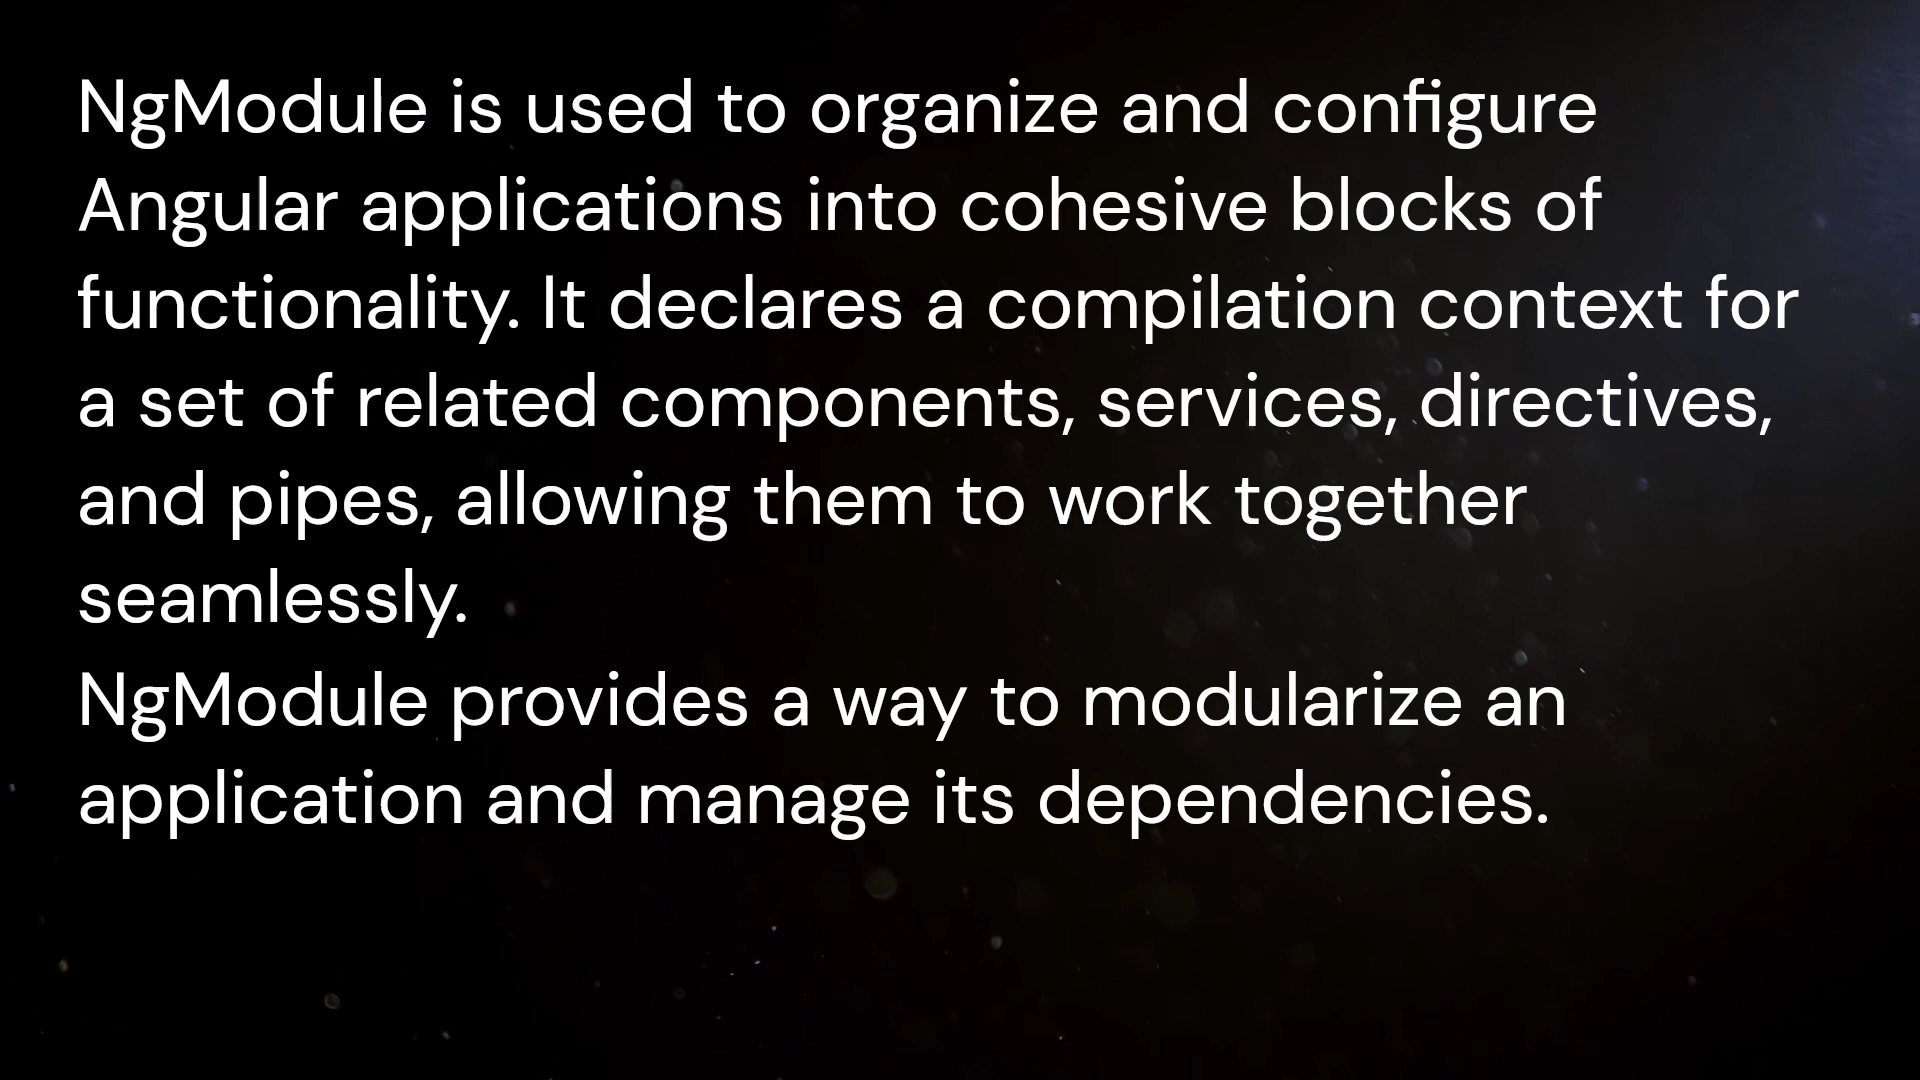 NgModule is used to organize and configure
Angular applications into cohesive blocks of
functionality. It declares a compilation context for
a set of related components, services, directives,
and pipes, allowing them to work together
seamlessly.
NgModule provides a way to modularize an
application and manage its dependencies.